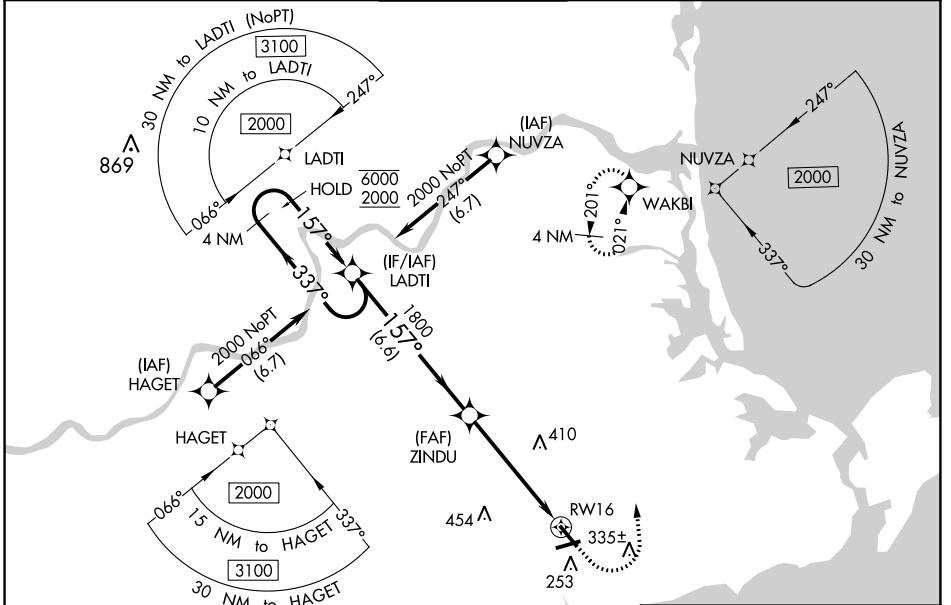 30 NM to LADTI (NoPT)
3100
10 NM to LADTI
2000
247°
066°
LADTI
869
HOLD
6000
2000
4 NM
157°
337°
(IF/IAF)
LADTI
(IAF)
NUVZA
2000 NoPT
247°
(6.7)
201°
021°
4 NM
WAKBI
NUVZA
247°
2000
337°
30 NM to NUVZA
2000 NoPT
066°
(6.7)
(IAF)
HAGET
1800
157°
(6.6)
(FAF)
ZINDU
410
454
RW16
335±
253
HAGET
066°
2000
337°
15 NM to HAGET
3100
30 NM to HAGET